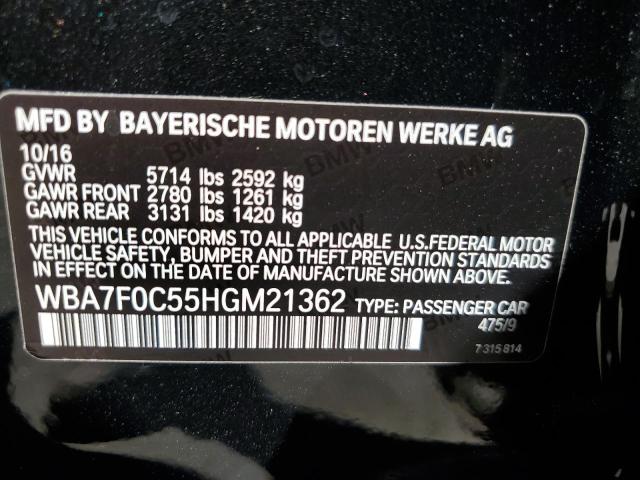 MFD BY BAYERISCHE MOTOREN WERKE AG
10/16
GVWR 5714 lbs 2592 kg
GAWR FRONT 2780 lbs 1261 kg
GAWR REAR 3131 lbs 1420 kg
THIS VEHICLE CONFORMS TO ALL APPLICABLE U.S.FEDERAL MOTOR
VEHICLE SAFETY, BUMPER AND THEFT PREVENTION STANDARDS
IN EFFECT ON THE DATE OF MANUFACTURE SHOWN ABOVE.
WBA7F0C55HGM21362 TYPE: PASSENGER CAR
475/9
7 315 814